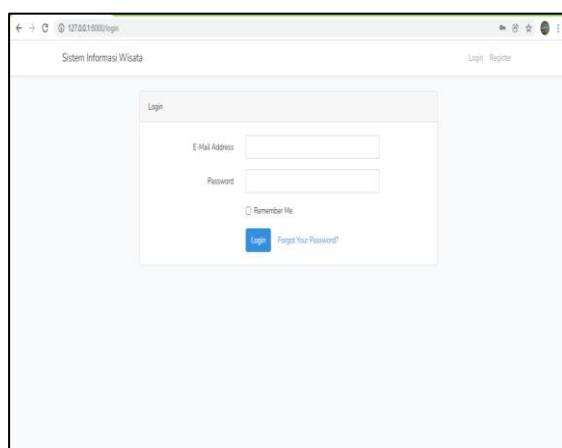 127.0.0.1:8000/login
Sistem Informasi Wisata
Login Register
Login
E-Mail Address
Password
Remember Me
Login Forgot Your Password?